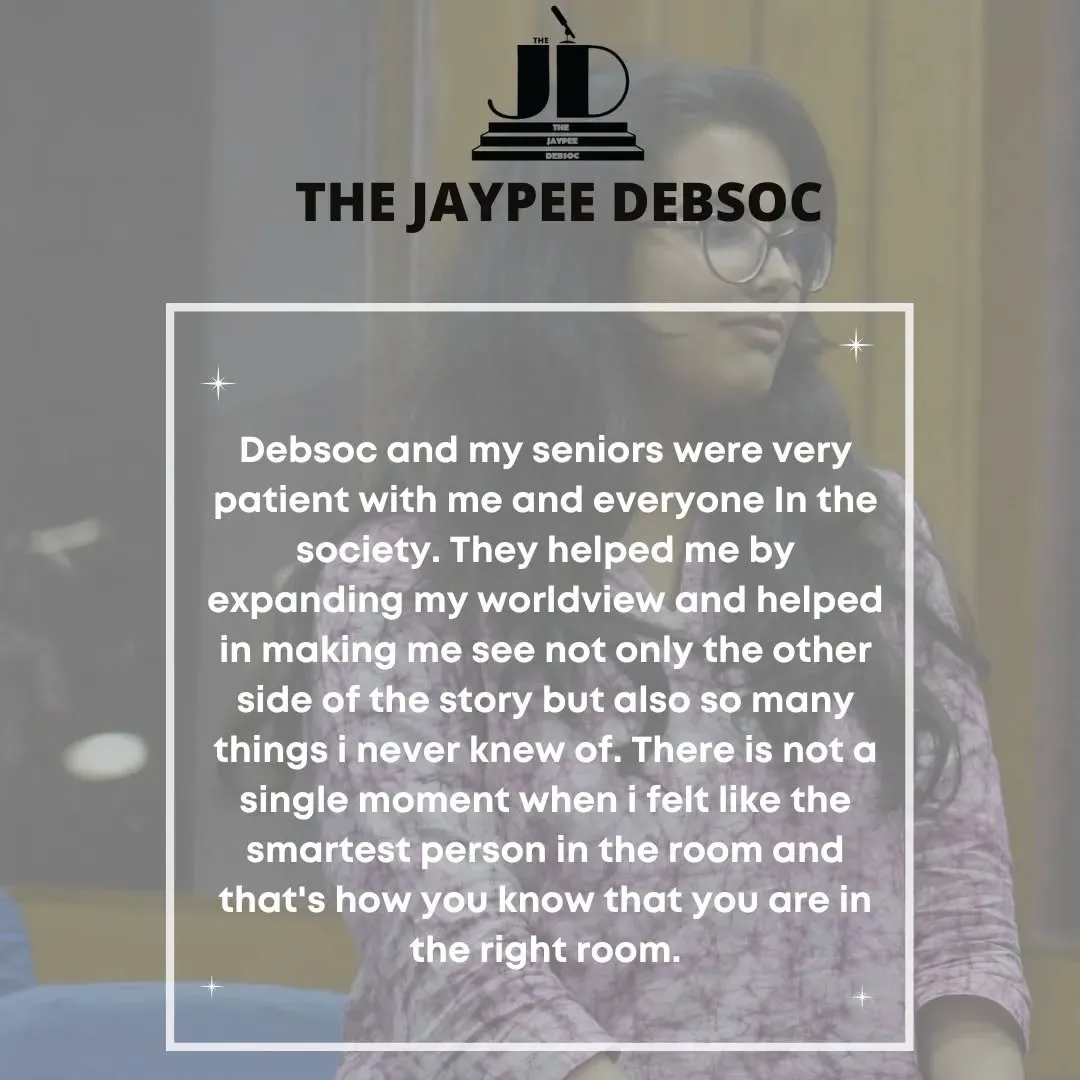 THE
JD
THE
JAYPEE
DEBSOC
THE JAYPEE DEBSOC
Debsoc and my seniors were very
patient with me and everyone In the
society. They helped me by
expanding my worldview and helped
in making me see not only the other
side of the story but also so many
things i never knew of. There is not a
single moment when i felt like the
smartest person in the room and
that's how you know that you are in
the right room.